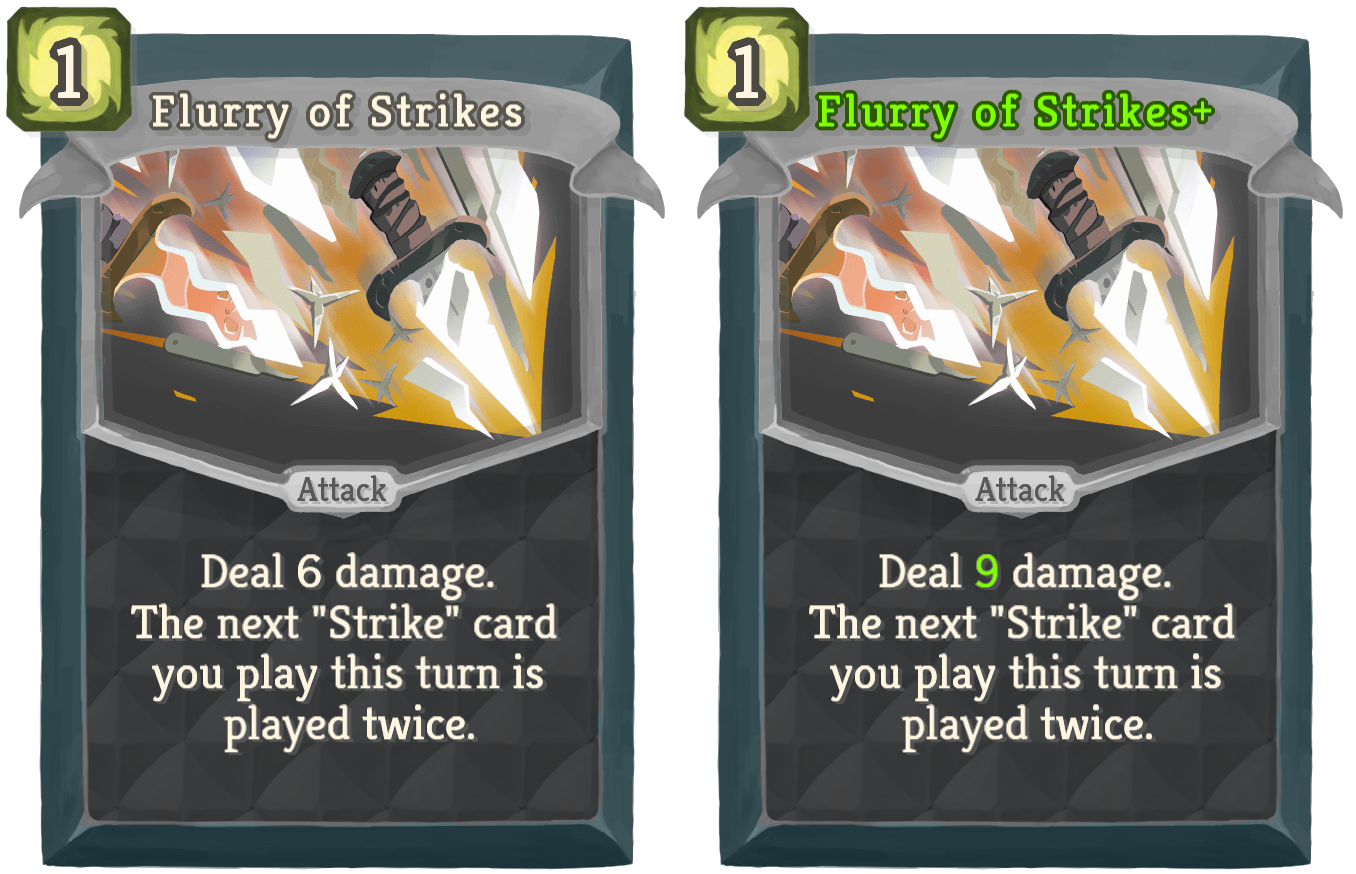 1
Flurry of Strikes
Attack
Deal 6 damage.
The next "Strike" card
you play this turn is
played twice.
1
Flurry of Strikes+
Attack
Deal 9 damage.
The next "Strike" card
you play this turn is
played twice.